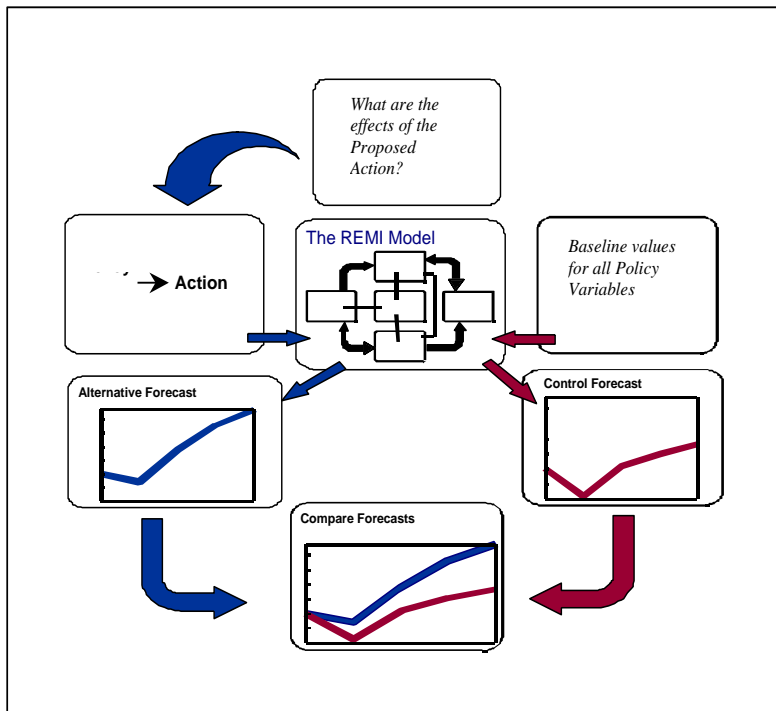 What are the
effects of the
Proposed
Action?
The REMI Model
Action
Baseline values
for all Policy
Variables
Alternative Forecast
Control Forecast
Compare Forecasts